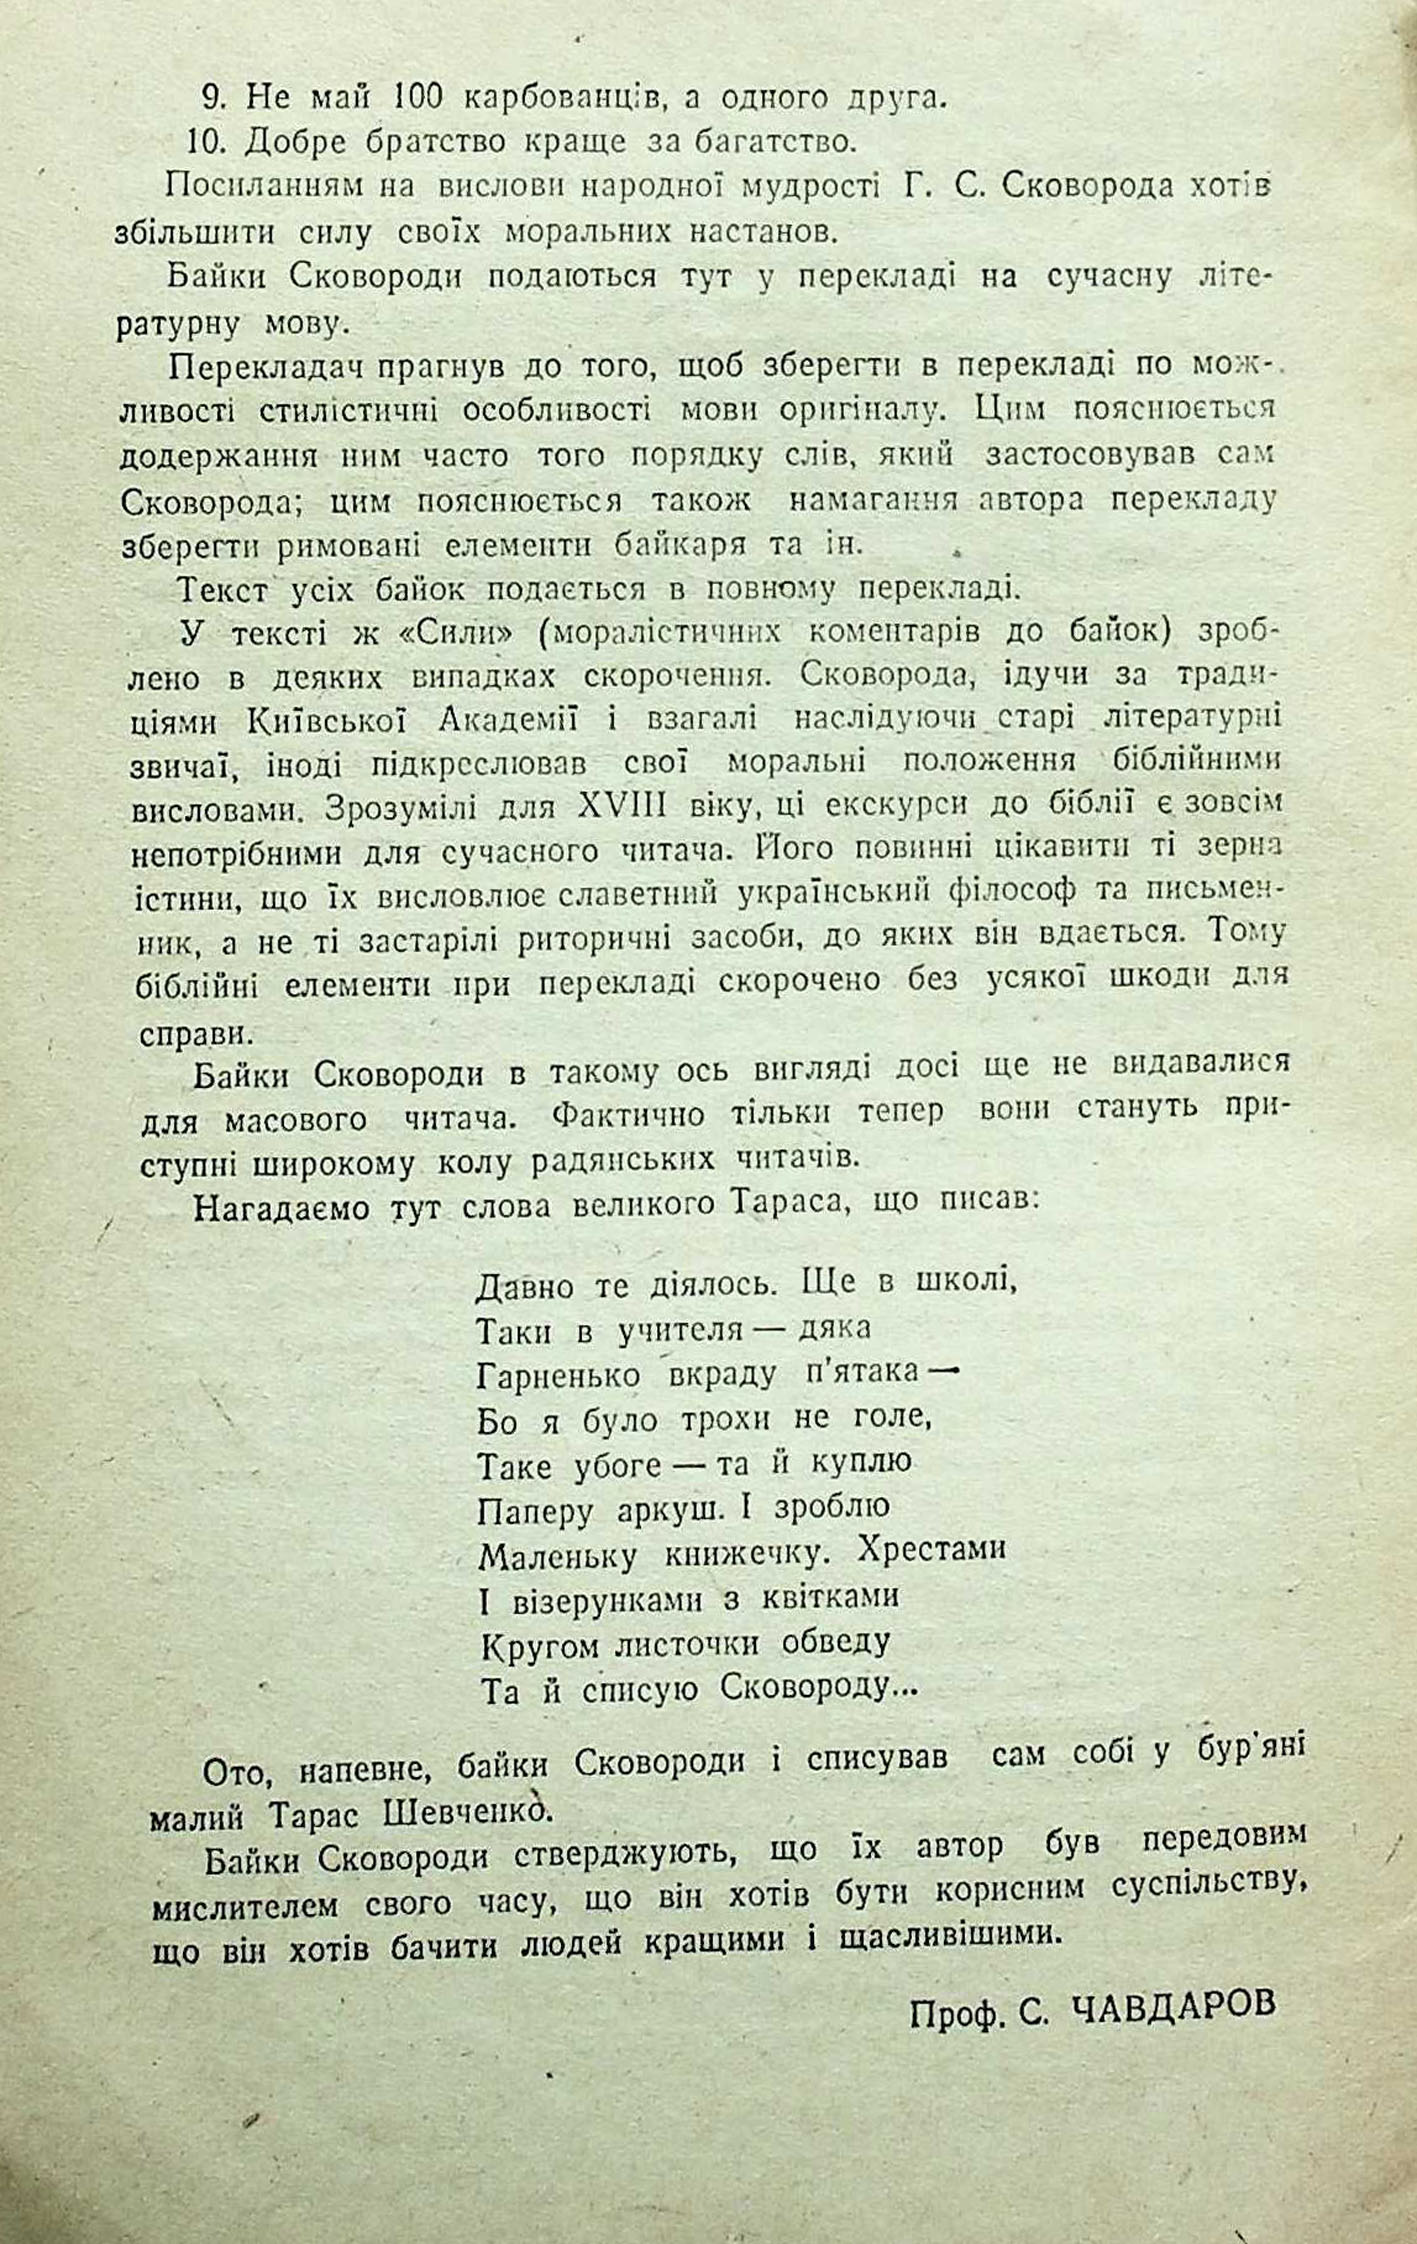 9. Не май 100 карбованців, а одного друга.
10. Добре братство краще за багатство.
Посиланням на вислови народної мудрості Г. С. Сковорода хотів
збільшити силу своїх моральних настанов.
Байки Сковороди подаються тут у перекладі на сучасну літе-
ратурну мову.
Перекладач прагнув до того, щоб зберегти в перекладі по мож-
ливості стилістичні особливості мови оригіналу. Цим пояснюється
додержання ним часто того порядку слів, який застосовував сам
Сковорода; цим пояснюється також намагання автора перекладу
зберегти римовані елементи байкаря та ін.
Текст усіх байок подається в повному перекладі.
У тексті ж «Сили» (моралістичних коментарів до байок) зроб-
лено в деяких випадках скорочення. Сковорода, ідучи за тради-
ціями Київської Академії і взагалі наслідуючи старі літературні
звичаї, іноді підкреслював свої моральні положення біблійними
висловами. Зрозумілі для XVIII віку, ці екскурси до біблії є зовсім
непотрібними для сучасного читача. Його повинні цікавити ті зерна
істини, що їх висловлює славетний український філософ та письмен-
ник, а не ті застарілі риторичні засоби, до яких він вдається. Тому
біблійні елементи при перекладі скорочено без усякої шкоди для
справи.
Байки Сковороди в такому ось вигляді досі ще не видавалися
для масового читача. Фактично тільки тепер вони стануть при-
ступні широкому колу радянських читачів.
Нагадаємо тут слова великого Тараса, що писав:
Давно те діялось. Ще в школі,
Таки в учителя — дяка
Гарненько вкраду п'ятака —
Бо я було трохи не голе,
Таке убоге — та й куплю
Паперу аркуш. І зроблю
Маленьку книжечку. Хрестами
І візерунками з квітками
Кругом листочки обведу
Та й списую Сковороду...
Ото, напевне, байки Сковороди і списував сам собі у бур'яні
малий Тарас Шевченко.
Байки Сковороди стверджують, що їх автор був передовим
мислителем свого часу, що він хотів бути корисним суспільству,
що він хотів бачити людей кращими і щасливішими.
Проф. С. ЧАВДАРОВ